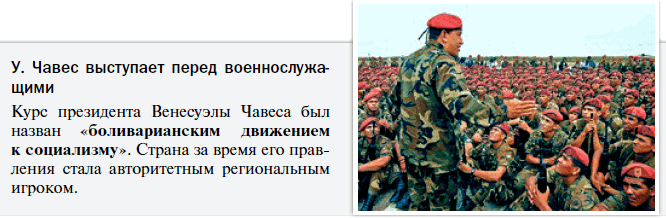 У. Чавес выступает перед военнослужа-
щими
Курс президента Венесуэлы Чавеса был
назван «боливарианским движением
к социализму». Страна за время его прав-
ления стала авторитетным региональным
игроком.